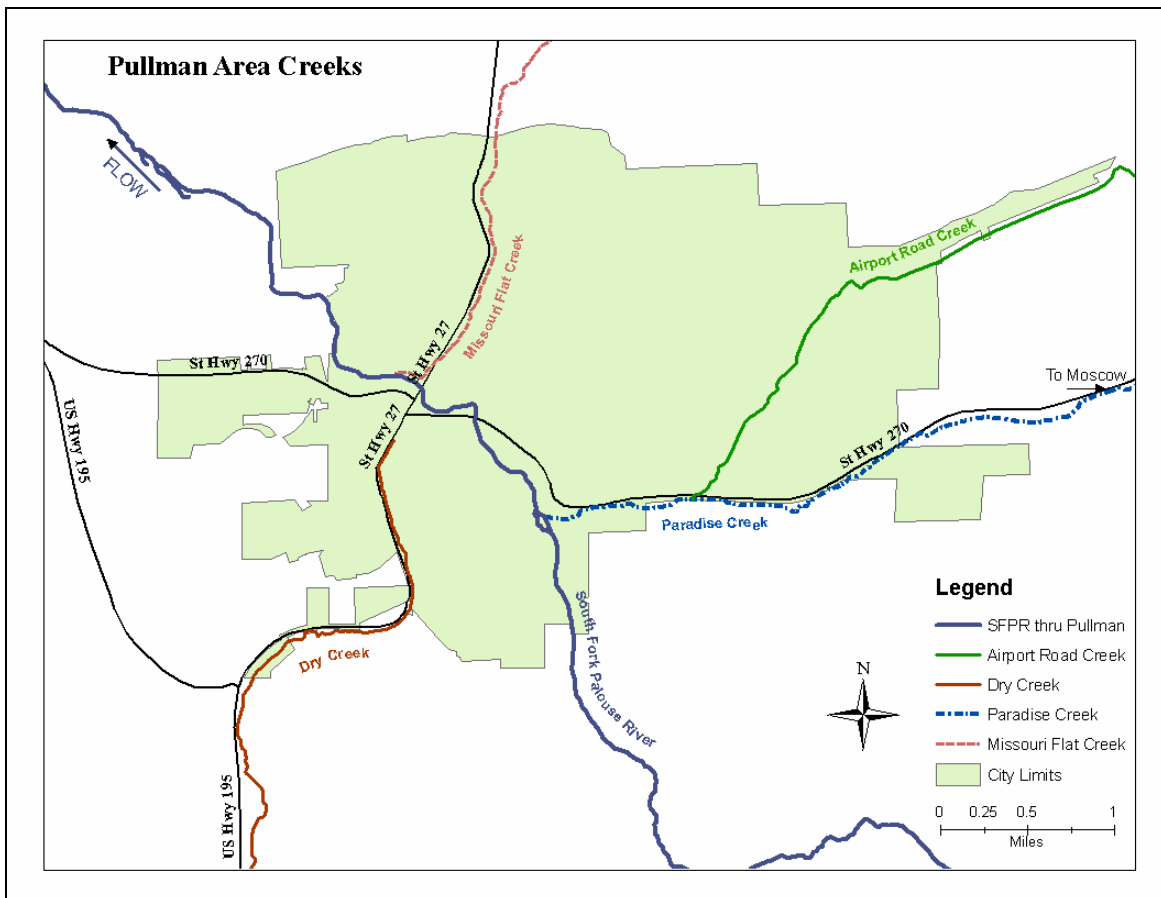 Pullman Area Creeks
FLOW
Airport Road Creek
Missouri Flat Creek
St Hwy 27
St Hwy 270
To Moscow
St Hwy 27
US Hwy 195
St Hwy 270
Paradise Creek
South Fork Palouse River
Dry Creek
US Hwy 195
N
Legend
SFPR thru Pullman
Airport Road Creek
Dry Creek
Paradise Creek
Missouri Flat Creek
City Limits
0 0.25 0.5 1
Miles